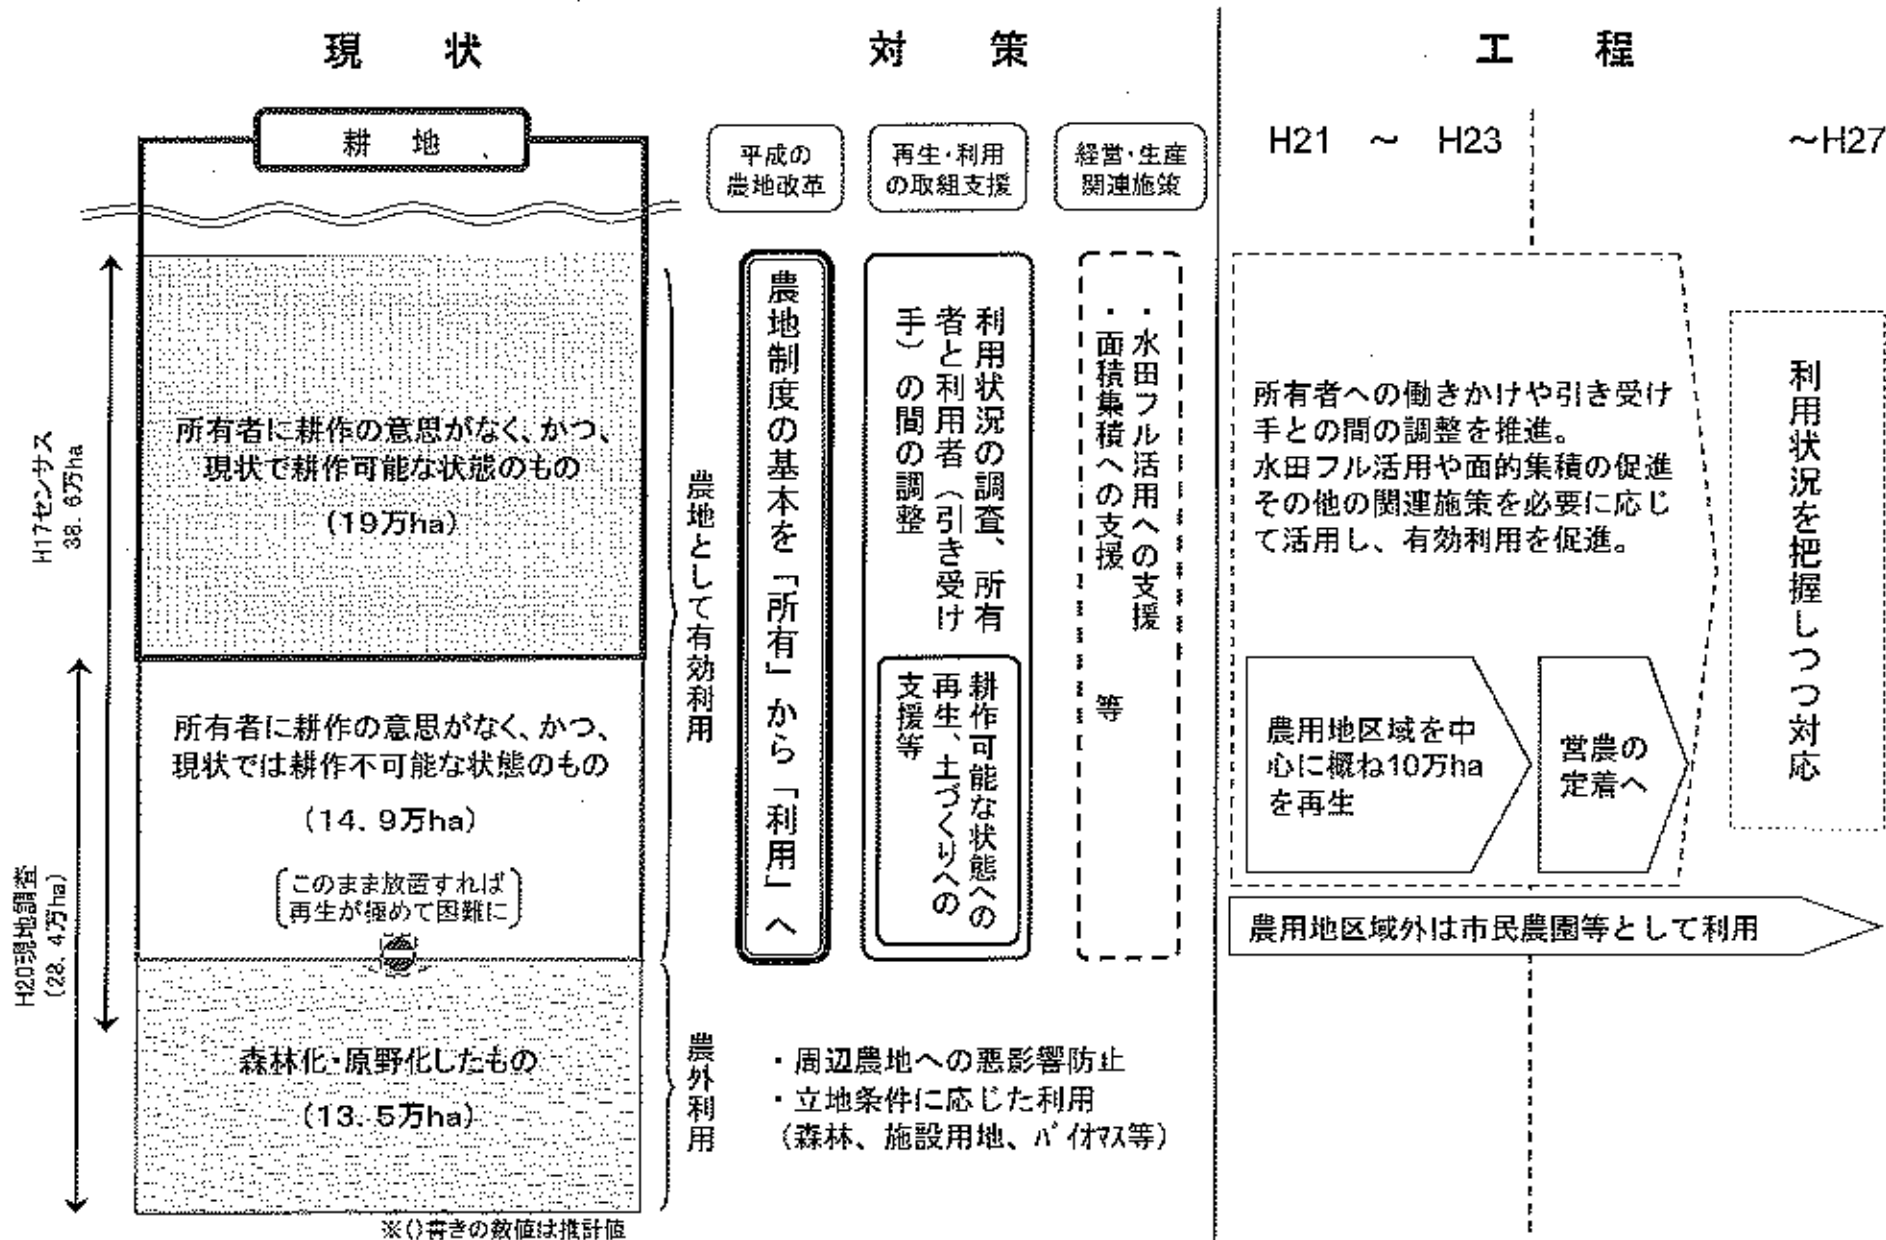 現状
対策
工程
耕地
平成の
農地改革
再生・利用
の取組支援
経営・生産
関連施策
H21 ～ H23
～H27
H17センサス
38. 6万ha
H20現地調査
(28. 4万ha)
所有者に耕作の意思がなく、かつ、
現状で耕作可能な状態のもの
(19万ha)
所有者に耕作の意思がなく、かつ、
現状では耕作不可能な状態のもの
(14. 9万ha)
このまま放置すれば
再生が極めて困難に
森林化・原野化したもの
(13. 5万ha)
※()書きの数値は推計値
農地として有効利用
農外利用
農地制度の基本を「所有」から「利用」へ
利用状況の調査、所有
者と利用者（引き受け
手）の間の調整
耕作可能な状態への
再生、土づくりへの
支援等
・水田フル活用への支援
・面積集積への支援 等
・周辺農地への悪影響防止
・立地条件に応じた利用
(森林、施設用地、バイオマス等)
所有者への働きかけや引き受け
手との間の調整を推進。
水田フル活用や面的集積の促進
その他の関連施策を必要に応じ
て活用し、有効利用を促進。
農用地区域を中
心に概ね10万ha
を再生
営農の
定着へ
利用状況を把握しつつ対応
農用地区域外は市民農園等として利用